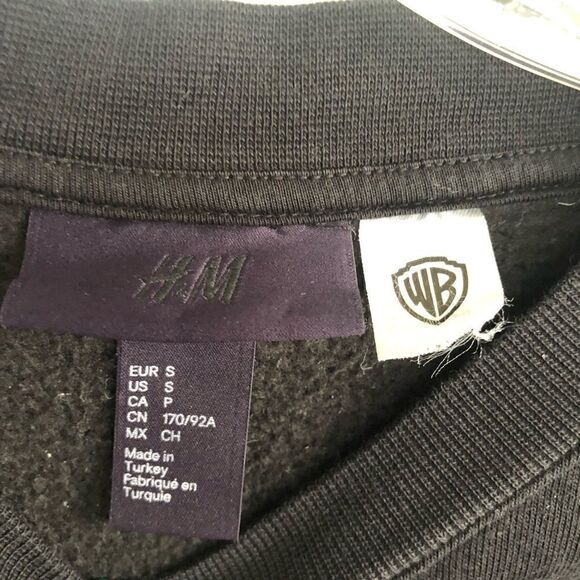 H&M
WB
EUR S
US S
CA P
CN 170/92A
MX CH
Made in
Turkey
Fabriqué en
Turquie